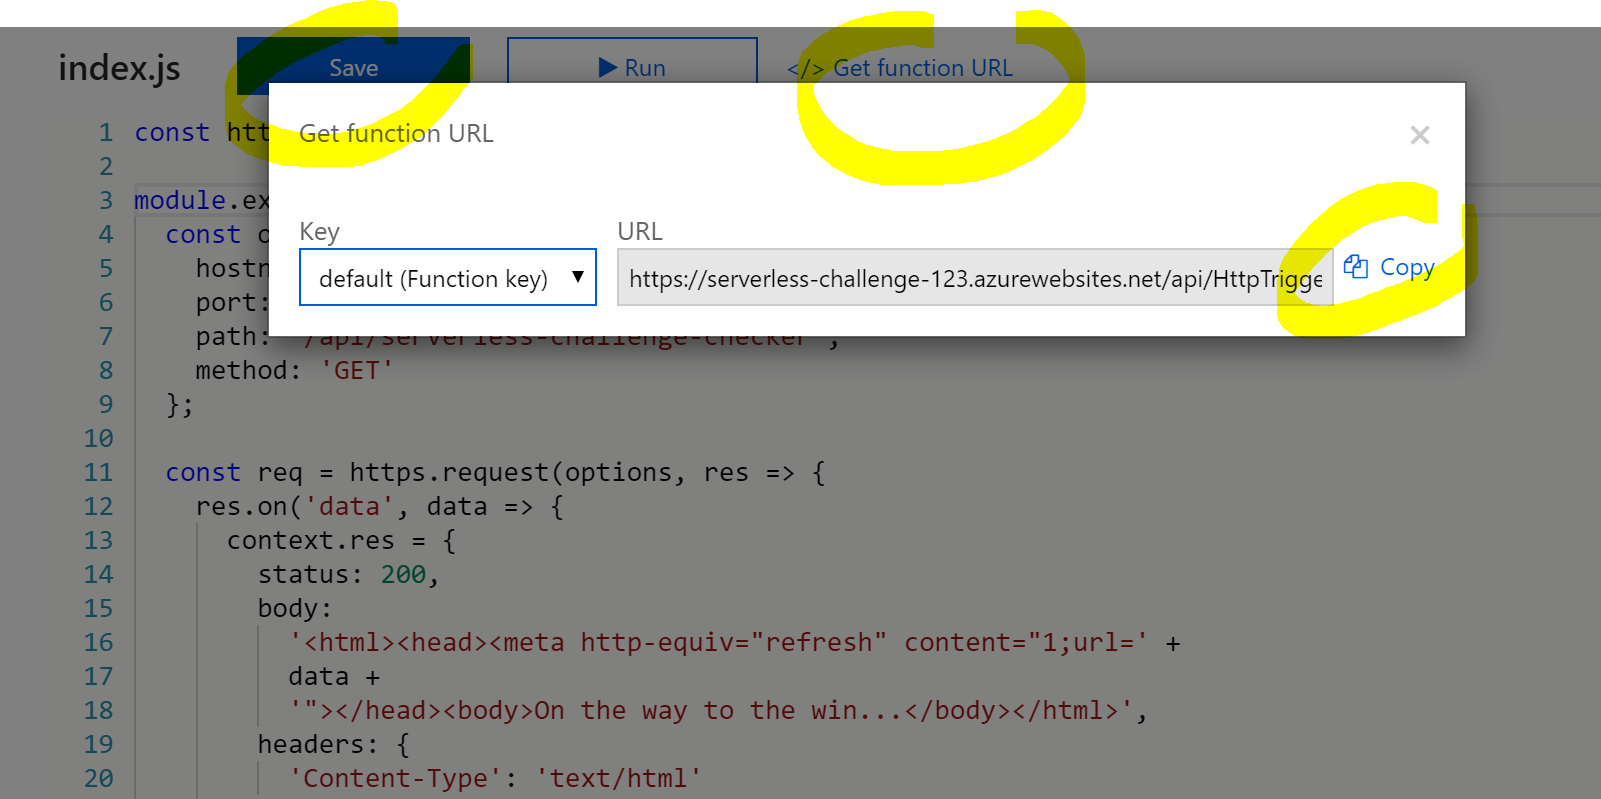 index.js
Save
Run
</> Get function URL
Get function URL
×
Key
URL
default (Function key)
https://serverless-challenge-123.azurewebsites.net/api/HttpTrigge
Copy
1 const htt
2
3 module.ex
4 const o
5 hostn
6 port:
7 path: '/api/serverless-challenge-checker',
8 method: 'GET'
9 };
10
11 const req = https.request(options, res => {
12 res.on('data', data => {
13 context.res = {
14 status: 200,
15 body:
16 '<html><head><meta http-equiv="refresh" content="1;url=' +
17 data +
18 '"></head><body>On the way to the win...</body></html>',
19 headers: {
20 'Content-Type': 'text/html'